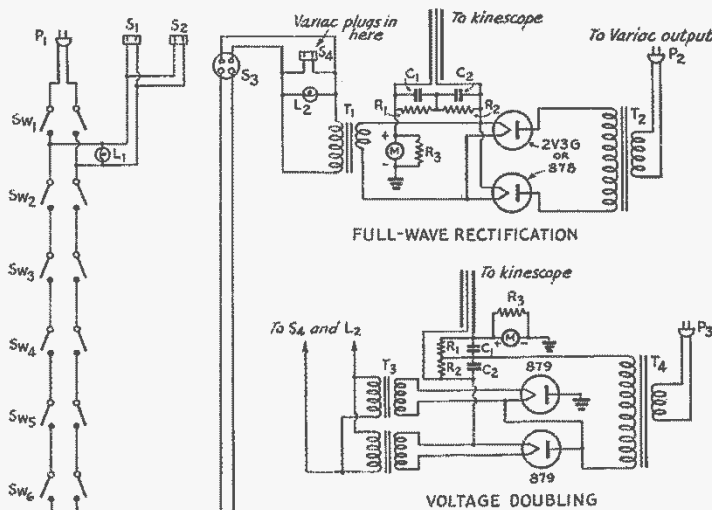 P1
S1
S2
Variac plugs in
here
To kinescope
To Variac output
S3
S4
P2
C1
C2
Sw1
L2
T1
R1
R2
T2
L1
+
M
R3
-
2V3G
OR
878
Sw2
FULL-WAVE RECTIFICATION
Sw3
To kinescope
R3
To S4 and L2
+
M
-
P3
Sw4
R1
C1
T3
R2
C2
879
T4
Sw5
879
Sw6
VOLTAGE DOUBLING